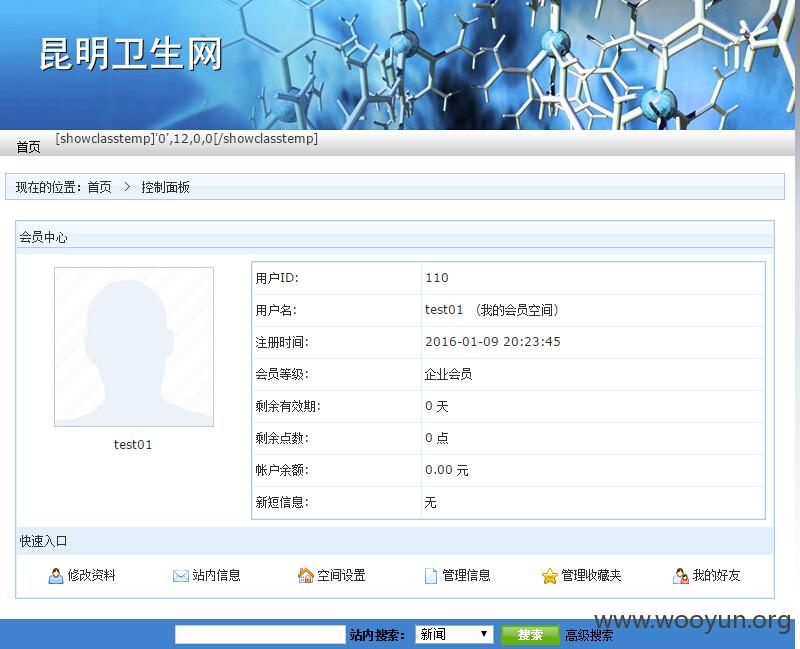 昆明卫生网
首页 [showclasstemp]'0',12,0,0[/showclasstemp]
现在的位置：首页 > 控制面板
会员中心
用户ID: 110
用户名: test01 （我的会员空间）
注册时间: 2016-01-09 20:23:45
会员等级: 企业会员
剩余有效期: 0 天
剩余点数: 0 点
帐户余额: 0.00 元
新短信息: 无
test01
快速入口
修改资料 站内信息 空间设置 管理信息 管理收藏夹 我的好友
www.wooyun.org
站内搜索： 新闻 搜索 高级搜索